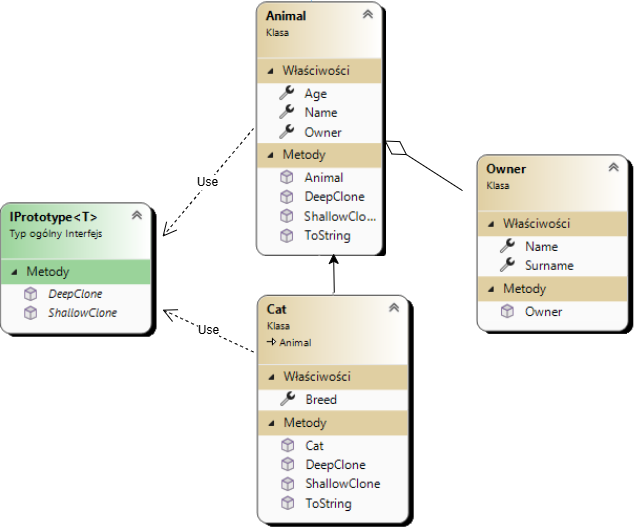 Animal
Klasa
Właściwości
Age
Name
Owner
Metody
Animal
DeepClone
ShallowClo...
ToString
Use
Owner
Klasa
Właściwości
Name
Surname
Metody
Owner
IPrototype<T>
Typ ogólny Interfejs
Metody
DeepClone
ShallowClone
Use
Cat
Klasa
Animal
Właściwości
Breed
Metody
Cat
DeepClone
ShallowClone
ToString